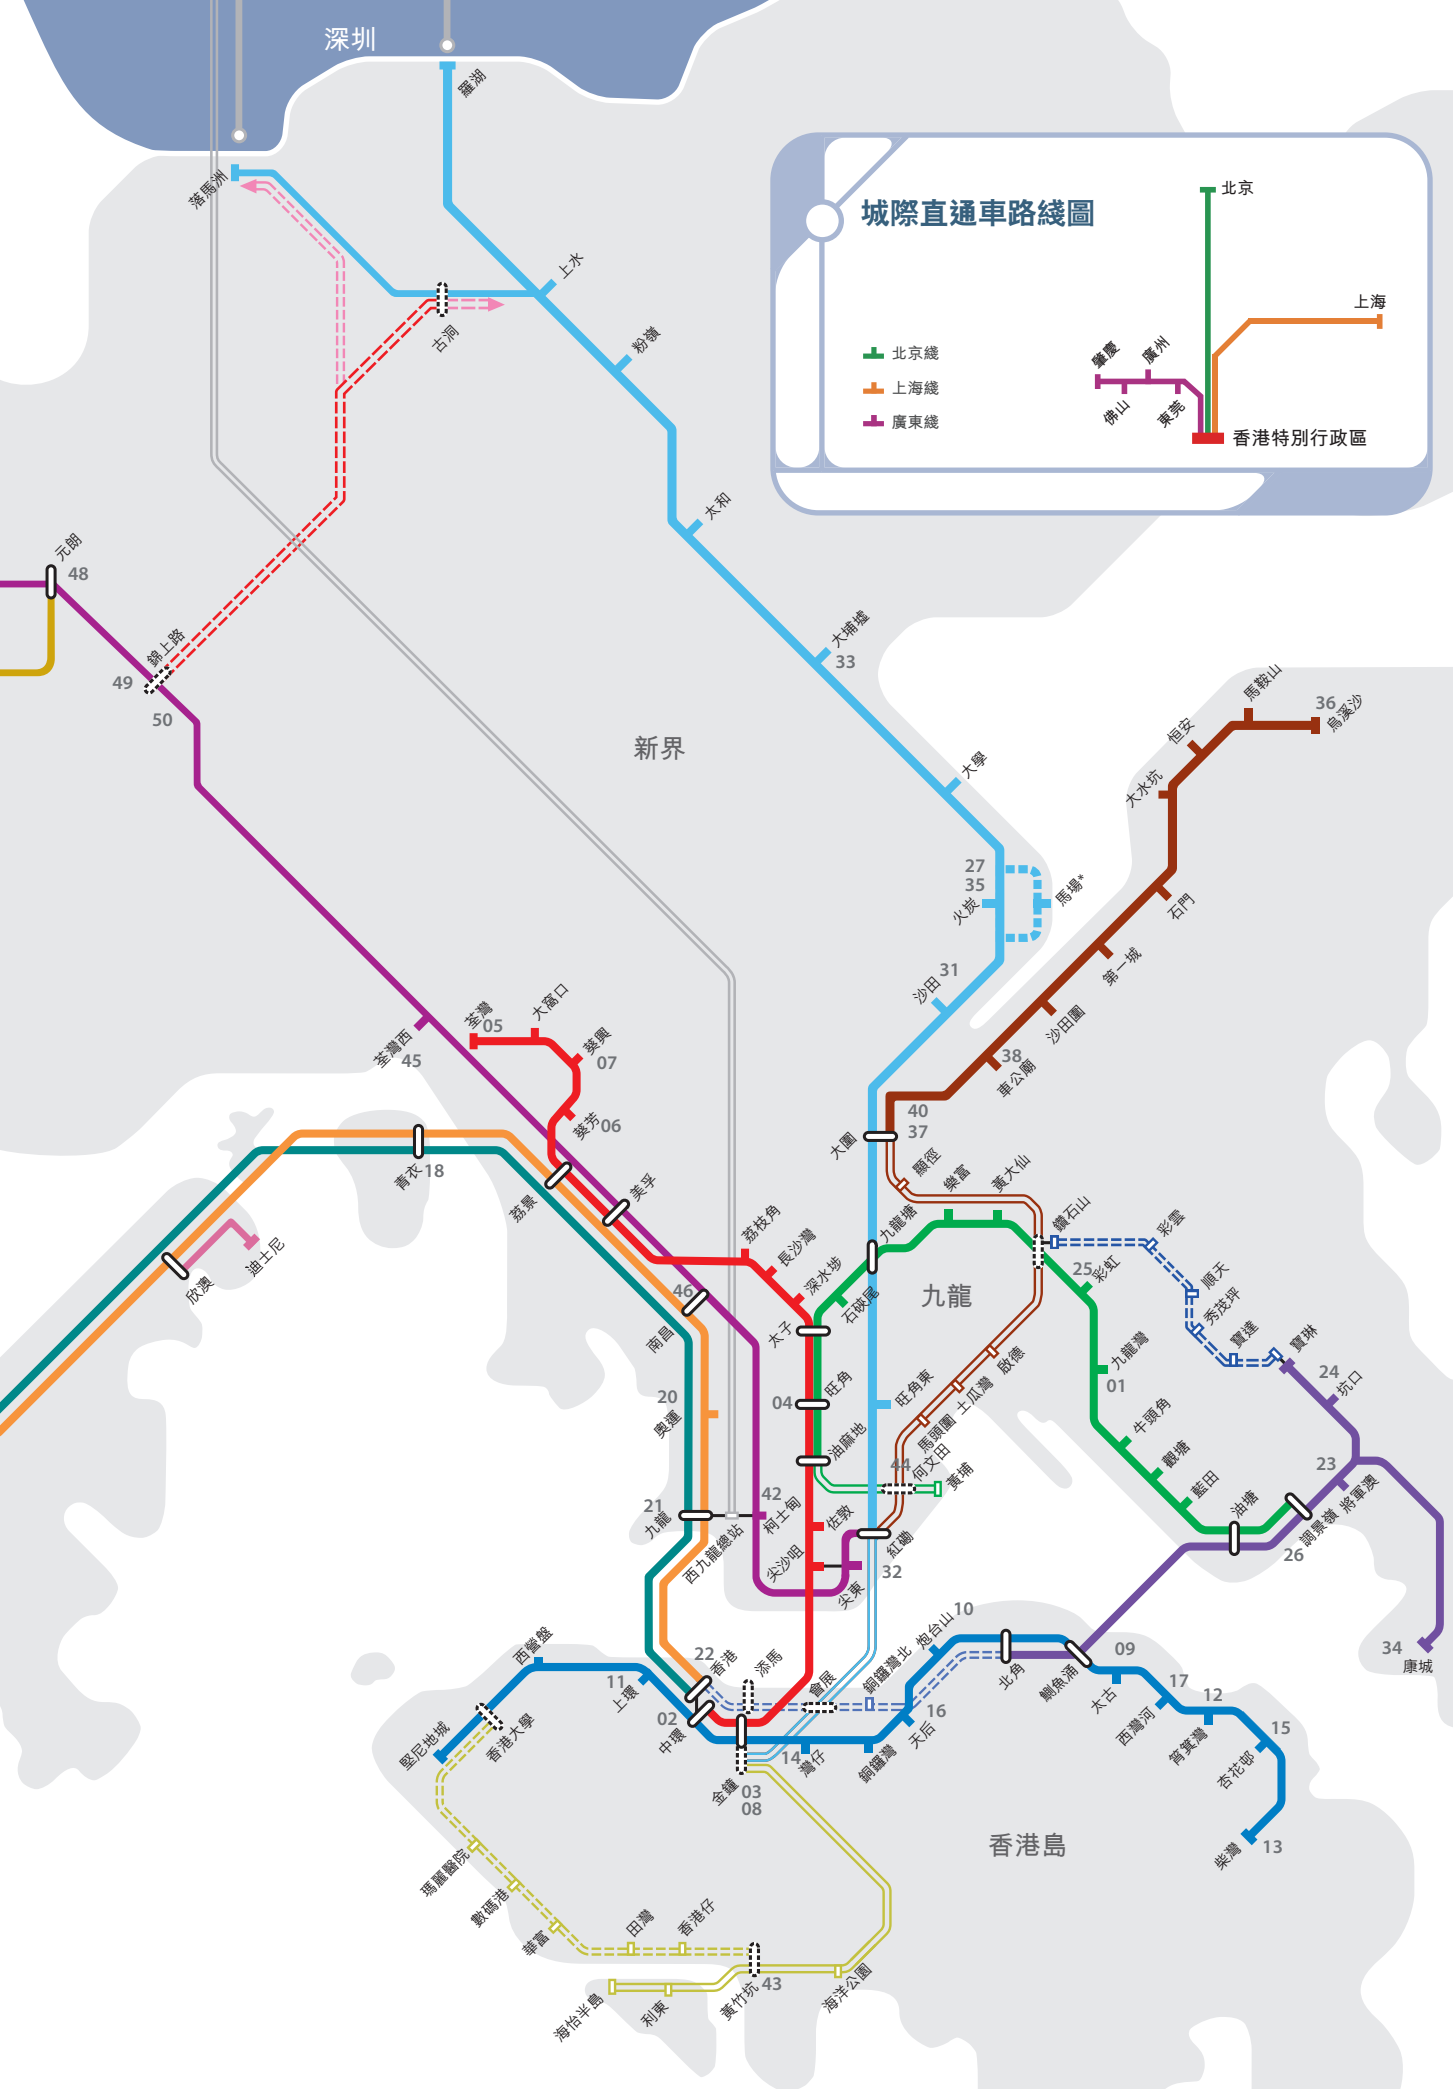 深圳
羅湖
落馬洲
上水
古洞
粉嶺
太和
城際直通車路綫圖
北京綫
上海綫
廣東綫
北京
上海
肇慶
廣州
佛山
東莞
香港特別行政區
元朗
48
錦上路
49
50
大埔墟
33
新界
大學
馬鞍山
36
烏溪沙
恒安
大水坑
27
35
火炭
馬場*
石門
第一城
沙田圍
38
車公廟
沙田
31
荃灣
05
大窩口
葵興
07
葵芳
06
荃灣西
45
40
37
大圍
顯徑
樂富
黃大仙
鑽石山
彩雲
順天
秀茂坪
寶達
寶琳
24
坑口
青衣
18
荔景
美孚
荔枝角
長沙灣
深水埗
九龍塘
石硤尾
九龍
25
彩虹
九龍灣
01
迪士尼
欣澳
46
南昌
太子
旺角
04
旺角東
啟德
土瓜灣
馬頭圍
牛頭角
觀塘
藍田
油塘
23
將軍澳
調景嶺
26
20
奧運
油麻地
44
何文田
黃埔
21
九龍
42
柯士甸
西九龍總站
佐敦
尖沙咀
尖東
紅磡
32
34
康城
西營盤
22
香港
添馬
會展
銅鑼灣北
炮台山
10
北角
鰂魚涌
09
太古
17
西灣河
12
筲箕灣
15
杏花邨
柴灣
13
11
上環
02
中環
堅尼地城
香港大學
14
灣仔
銅鑼灣
16
天后
金鐘
03
08
香港島
瑪麗醫院
數碼港
華富
田灣
香港仔
黃竹坑
43
海洋公園
海怡半島
利東